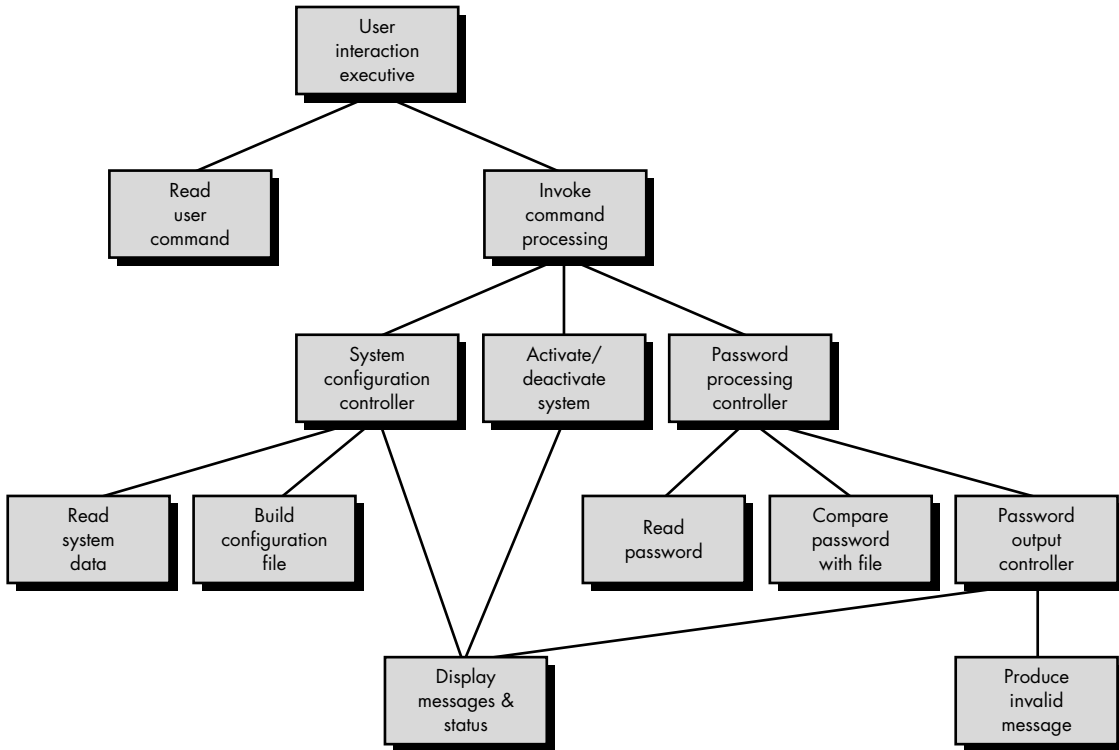 User
interaction
executive
Read
user
command
Invoke
command
processing
System
configuration
controller
Activate/
deactivate
system
Password
processing
controller
Read
system
data
Build
configuration
file
Read
password
Compare
password
with file
Password
output
controller
Display
messages &
status
Produce
invalid
message